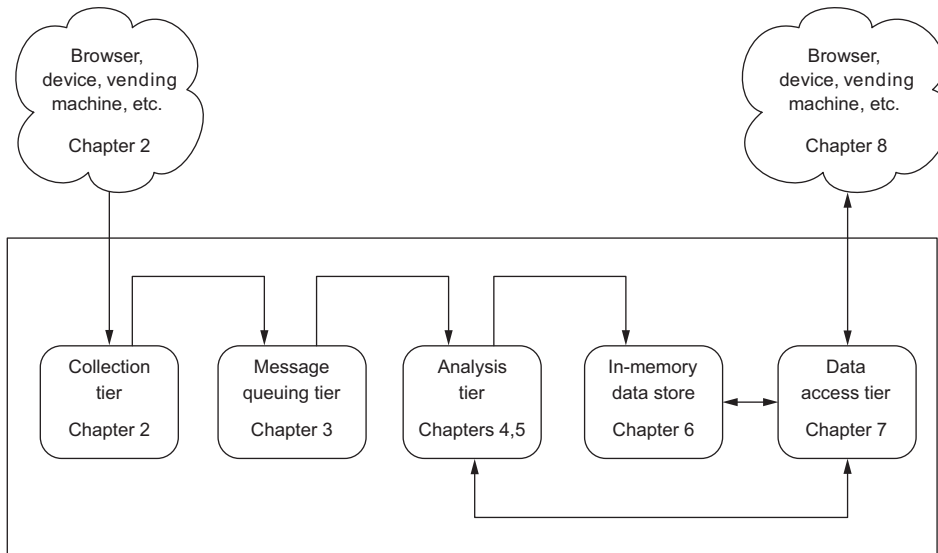 Browser,
device, vending
machine, etc.
Chapter 2
Browser,
device, vending
machine, etc.
Chapter 8
Collection
tier
Chapter 2
Message
queuing tier
Chapter 3
Analysis
tier
Chapters 4,5
In-memory
data store
Chapter 6
Data
access tier
Chapter 7